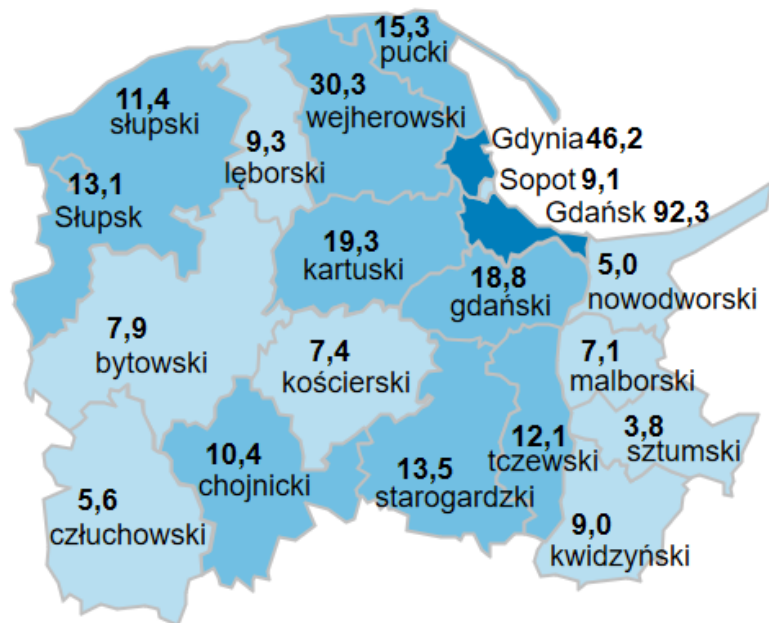 15,3
pucki
30,3
wejherowski
11,4
słupski
9,3
lęborski
Gdynia 46,2
Sopot 9,1
Gdańsk 92,3
13,1
Słupsk
19,3
kartuski
18,8
gdański
5,0
nowodworski
7,9
bytowski
7,4
kościerski
7,1
malborski
10,4
chojnicki
13,5
starogardzki
12,1
tczewski
3,8
sztumski
5,6
człuchowski
9,0
kwidzyński